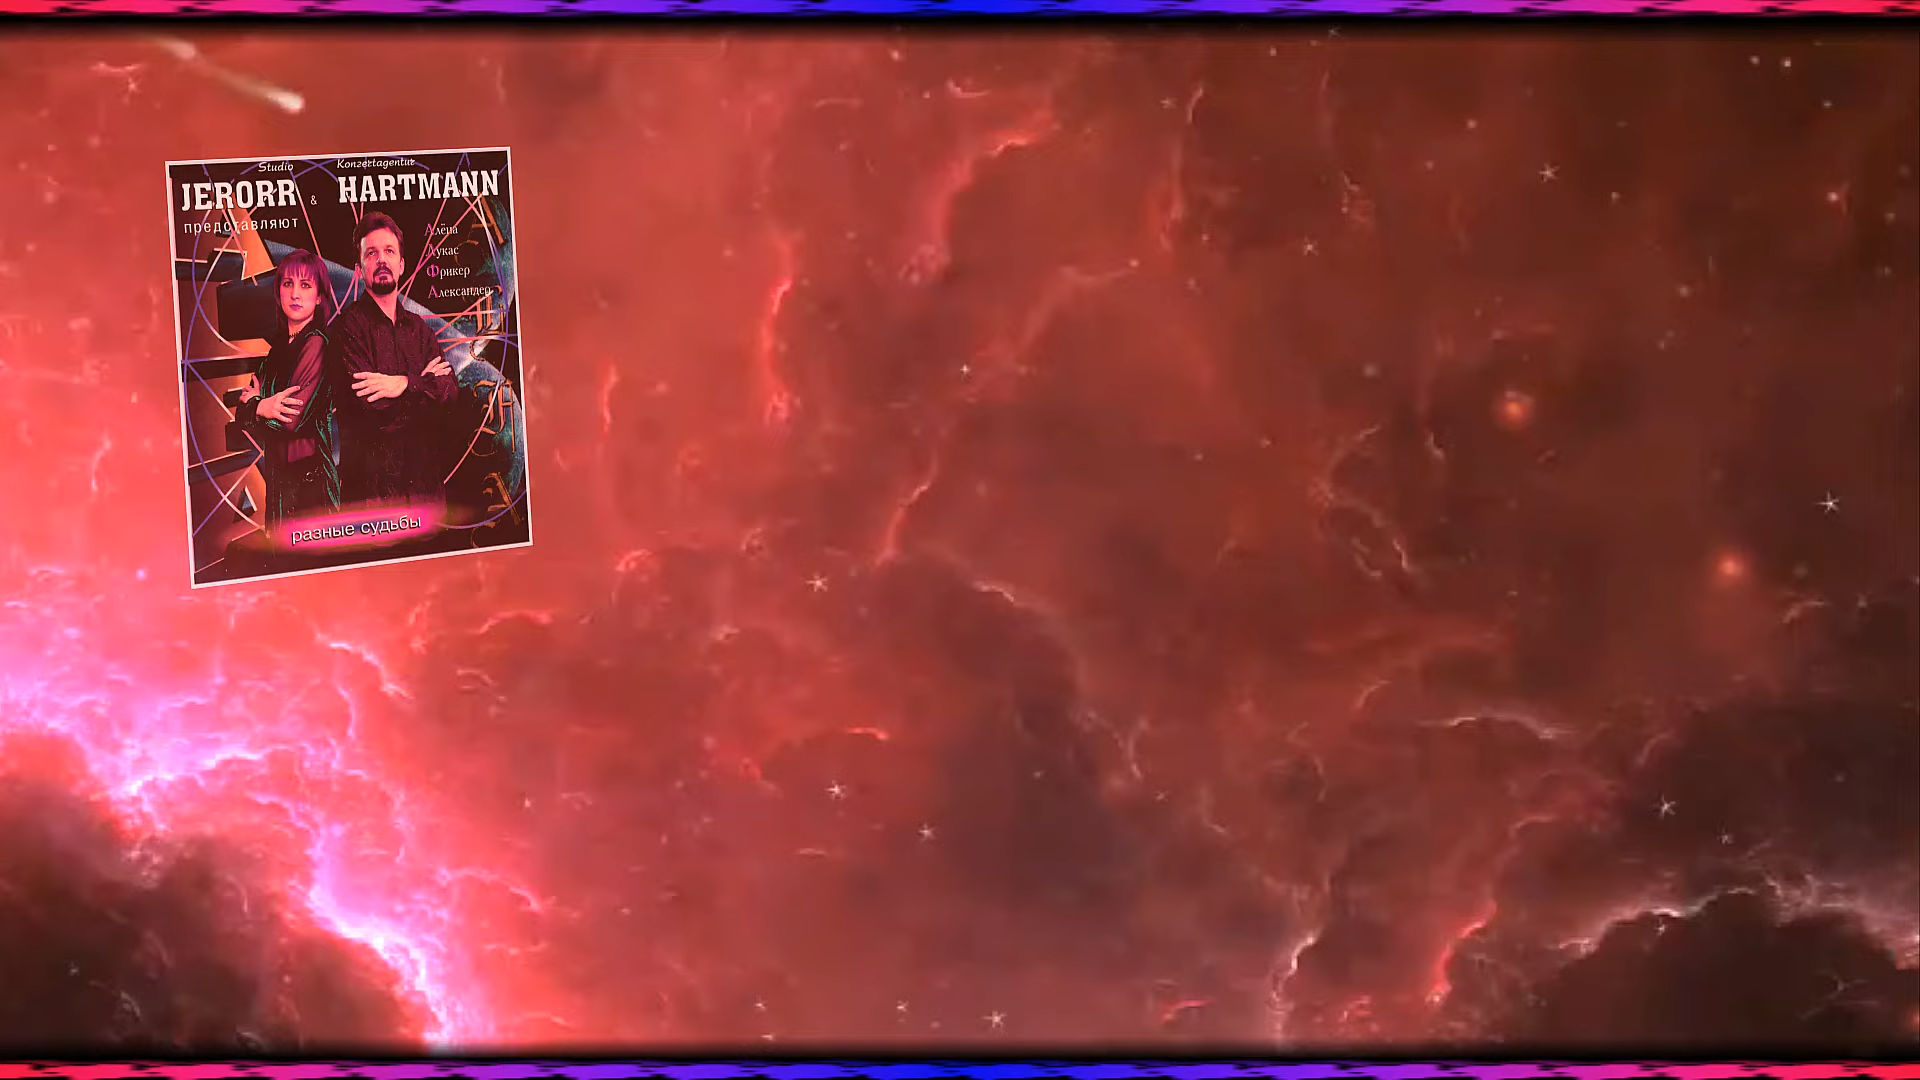 Studio Konzertagentur
JERORR & HARTMANN
представляют
Алёна
Лукас
Фрикер
Александер
разные судьбы